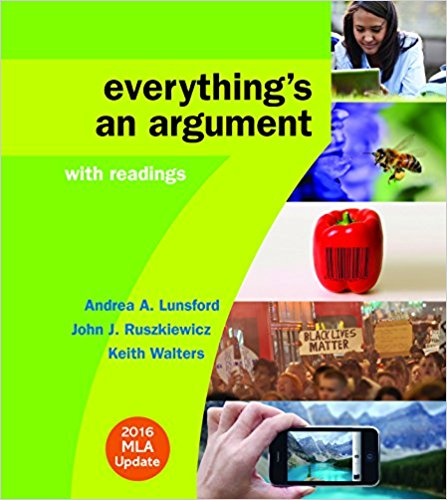 everything's
an argument
with readings
Andrea A. Lunsford
John J. Ruszkiewicz
Keith Walters
2016
MLA
Update
BLACK LIVES
MATTER